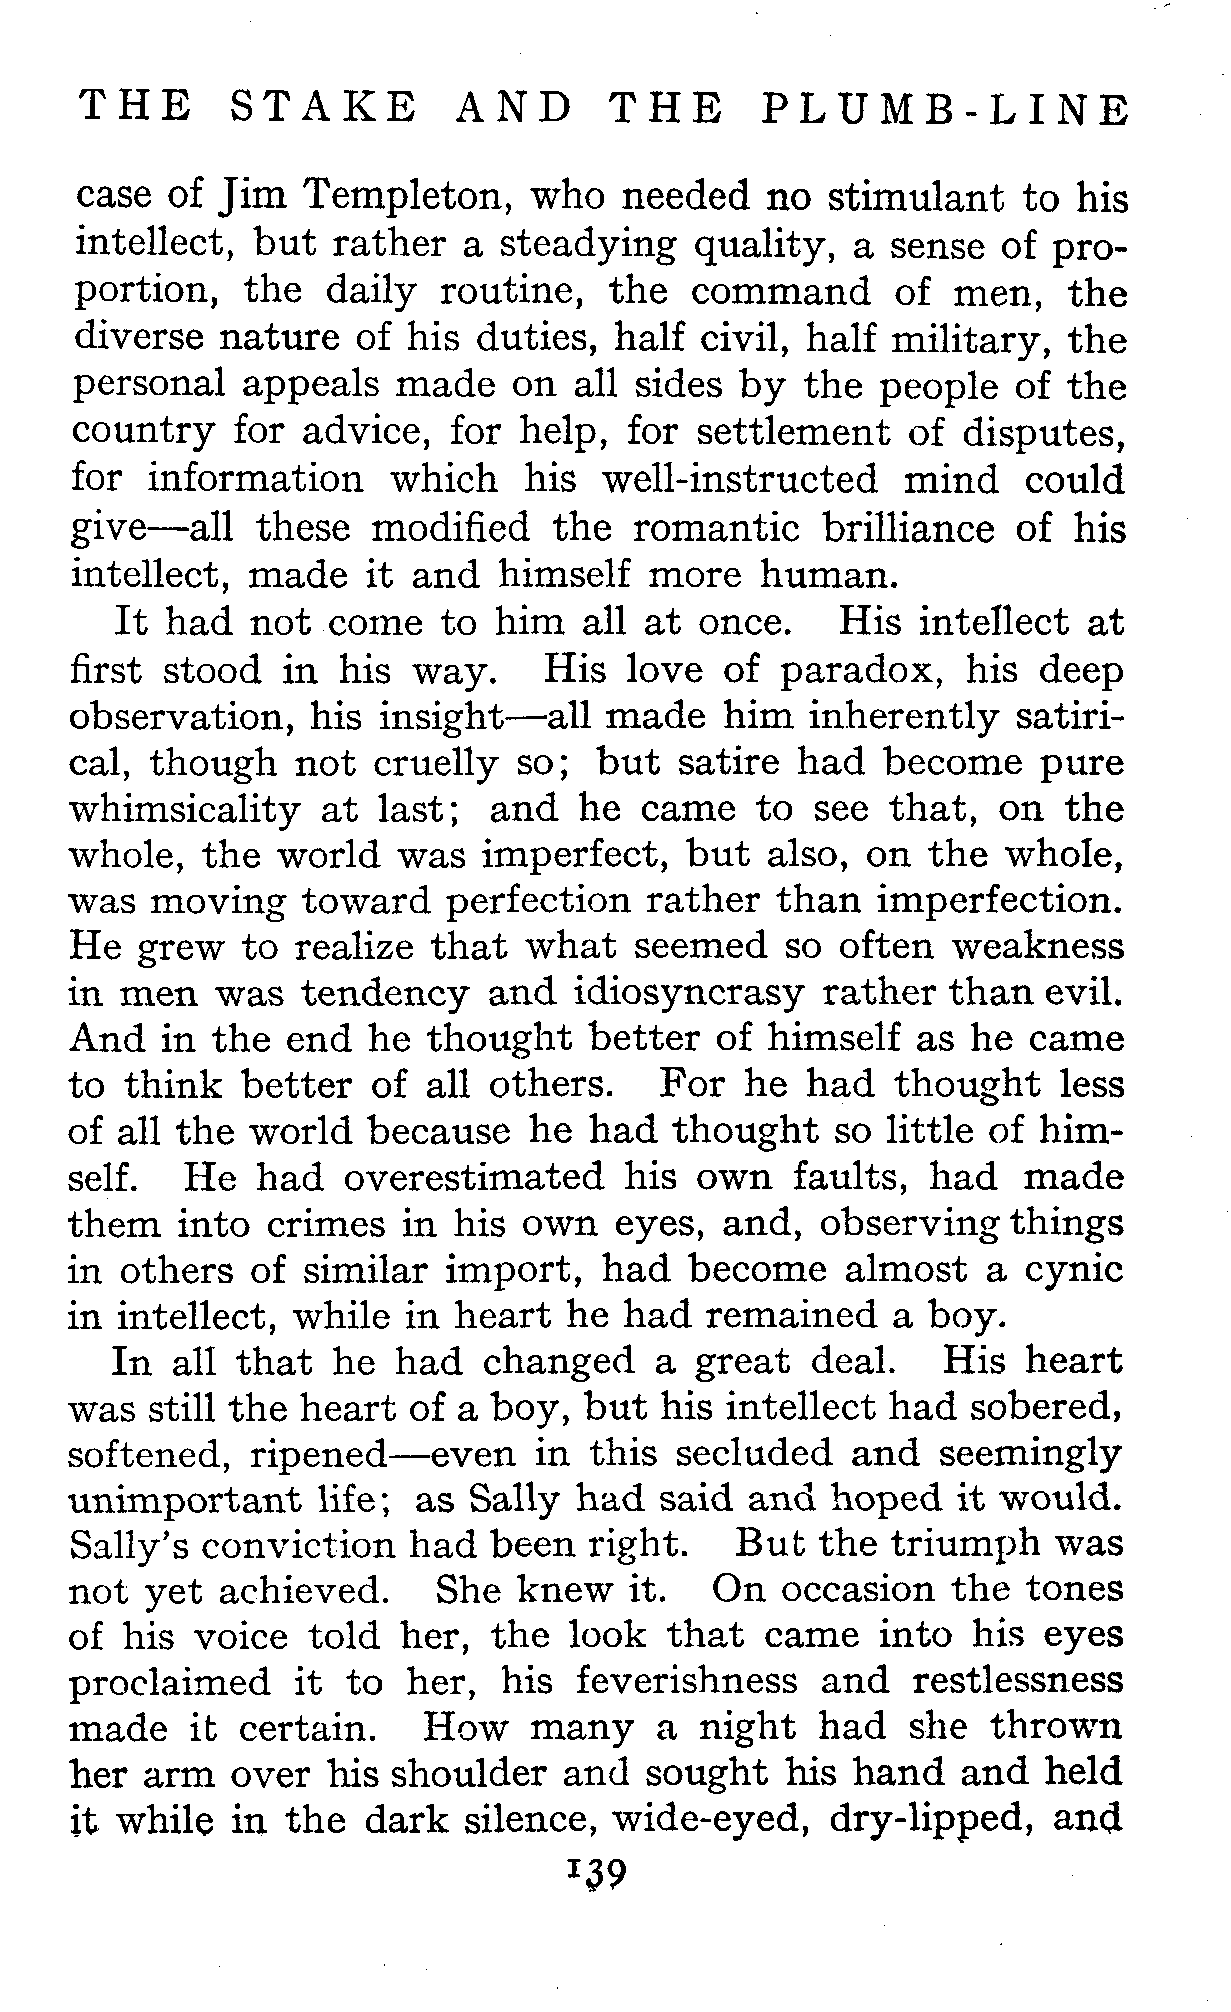 THE STAKE AND THE PLUMB-LINE
case of Jim Templeton, who needed no stimulant to his
intellect, but rather a steadying quality, a sense of pro-
portion, the daily routine, the command of men, the
diverse nature of his duties, half civil, half military, the
personal appeals made on all sides by the people of the
country for advice, for help, for settlement of disputes,
for information which his well-instructed mind could
give—all these modified the romantic brilliance of his
intellect, made it and himself more human.
It had not come to him all at once. His intellect at
first stood in his way. His love of paradox, his deep
observation, his insight—all made him inherently satiri-
cal, though not cruelly so; but satire had become pure
whimsicality at last; and he came to see that, on the
whole, the world was imperfect, but also, on the whole,
was moving toward perfection rather than imperfection.
He grew to realize that what seemed so often weakness
in men was tendency and idiosyncrasy rather than evil.
And in the end he thought better of himself as he came
to think better of all others. For he had thought less
of all the world because he had thought so little of him-
self. He had overestimated his own faults, had made
them into crimes in his own eyes, and, observing things
in others of similar import, had become almost a cynic
in intellect, while in heart he had remained a boy.
In all that he had changed a great deal. His heart
was still the heart of a boy, but his intellect had sobered,
softened, ripened—even in this secluded and seemingly
unimportant life; as Sally had said and hoped it would.
Sally's conviction had been right. But the triumph was
not yet achieved. She knew it. On occasion the tones
of his voice told her, the look that came into his eyes
proclaimed it to her, his feverishness and restlessness
made it certain. How many a night had she thrown
her arm over his shoulder and sought his hand and held
it while in the dark silence, wide-eyed, dry-lipped, and
139